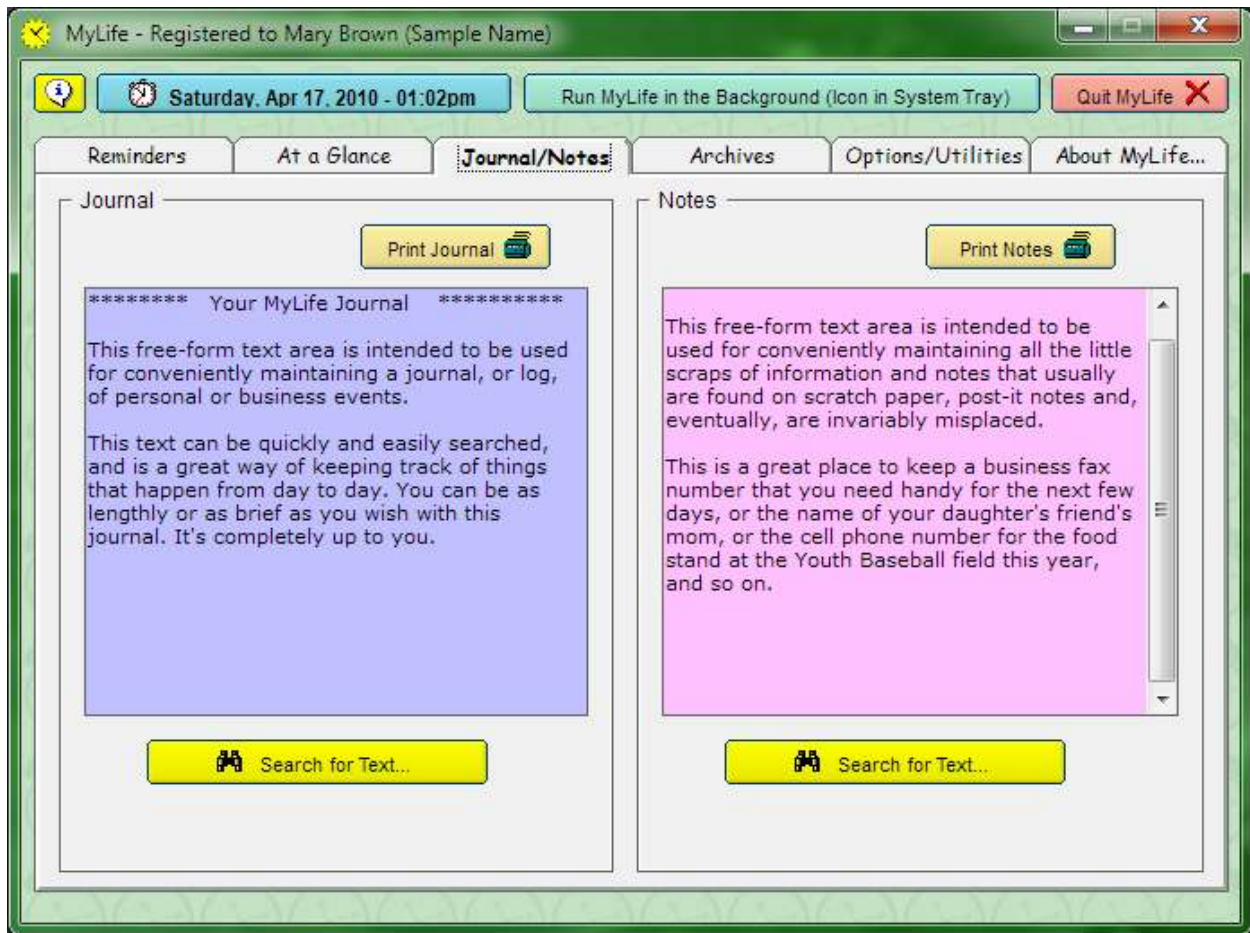 MyLife - Registered to Mary Brown (Sample Name)
Saturday, Apr 17, 2010 - 01:02pm
Run MyLife in the Background (Icon in System Tray)
Quit MyLife
Reminders
At a Glance
Journal/Notes
Archives
Options/Utilities
About MyLife...
Journal
Print Journal
******** Your MyLife Journal **********
This free-form text area is intended to be used
for conveniently maintaining a journal, or log,
of personal or business events.
This text can be quickly and easily searched,
and is a great way of keeping track of things
that happen from day to day. You can be as
lengthly or as brief as you wish with this
journal. It's completely up to you.
Search for Text...
Notes
Print Notes
This free-form text area is intended to be
used for conveniently maintaining all the little
scraps of information and notes that usually
are found on scratch paper, post-it notes and,
eventually, are invariably misplaced.
This is a great place to keep a business fax
number that you need handy for the next few
days, or the name of your daughter's friend's
mom, or the cell phone number for the food
stand at the Youth Baseball field this year,
and so on.
Search for Text...